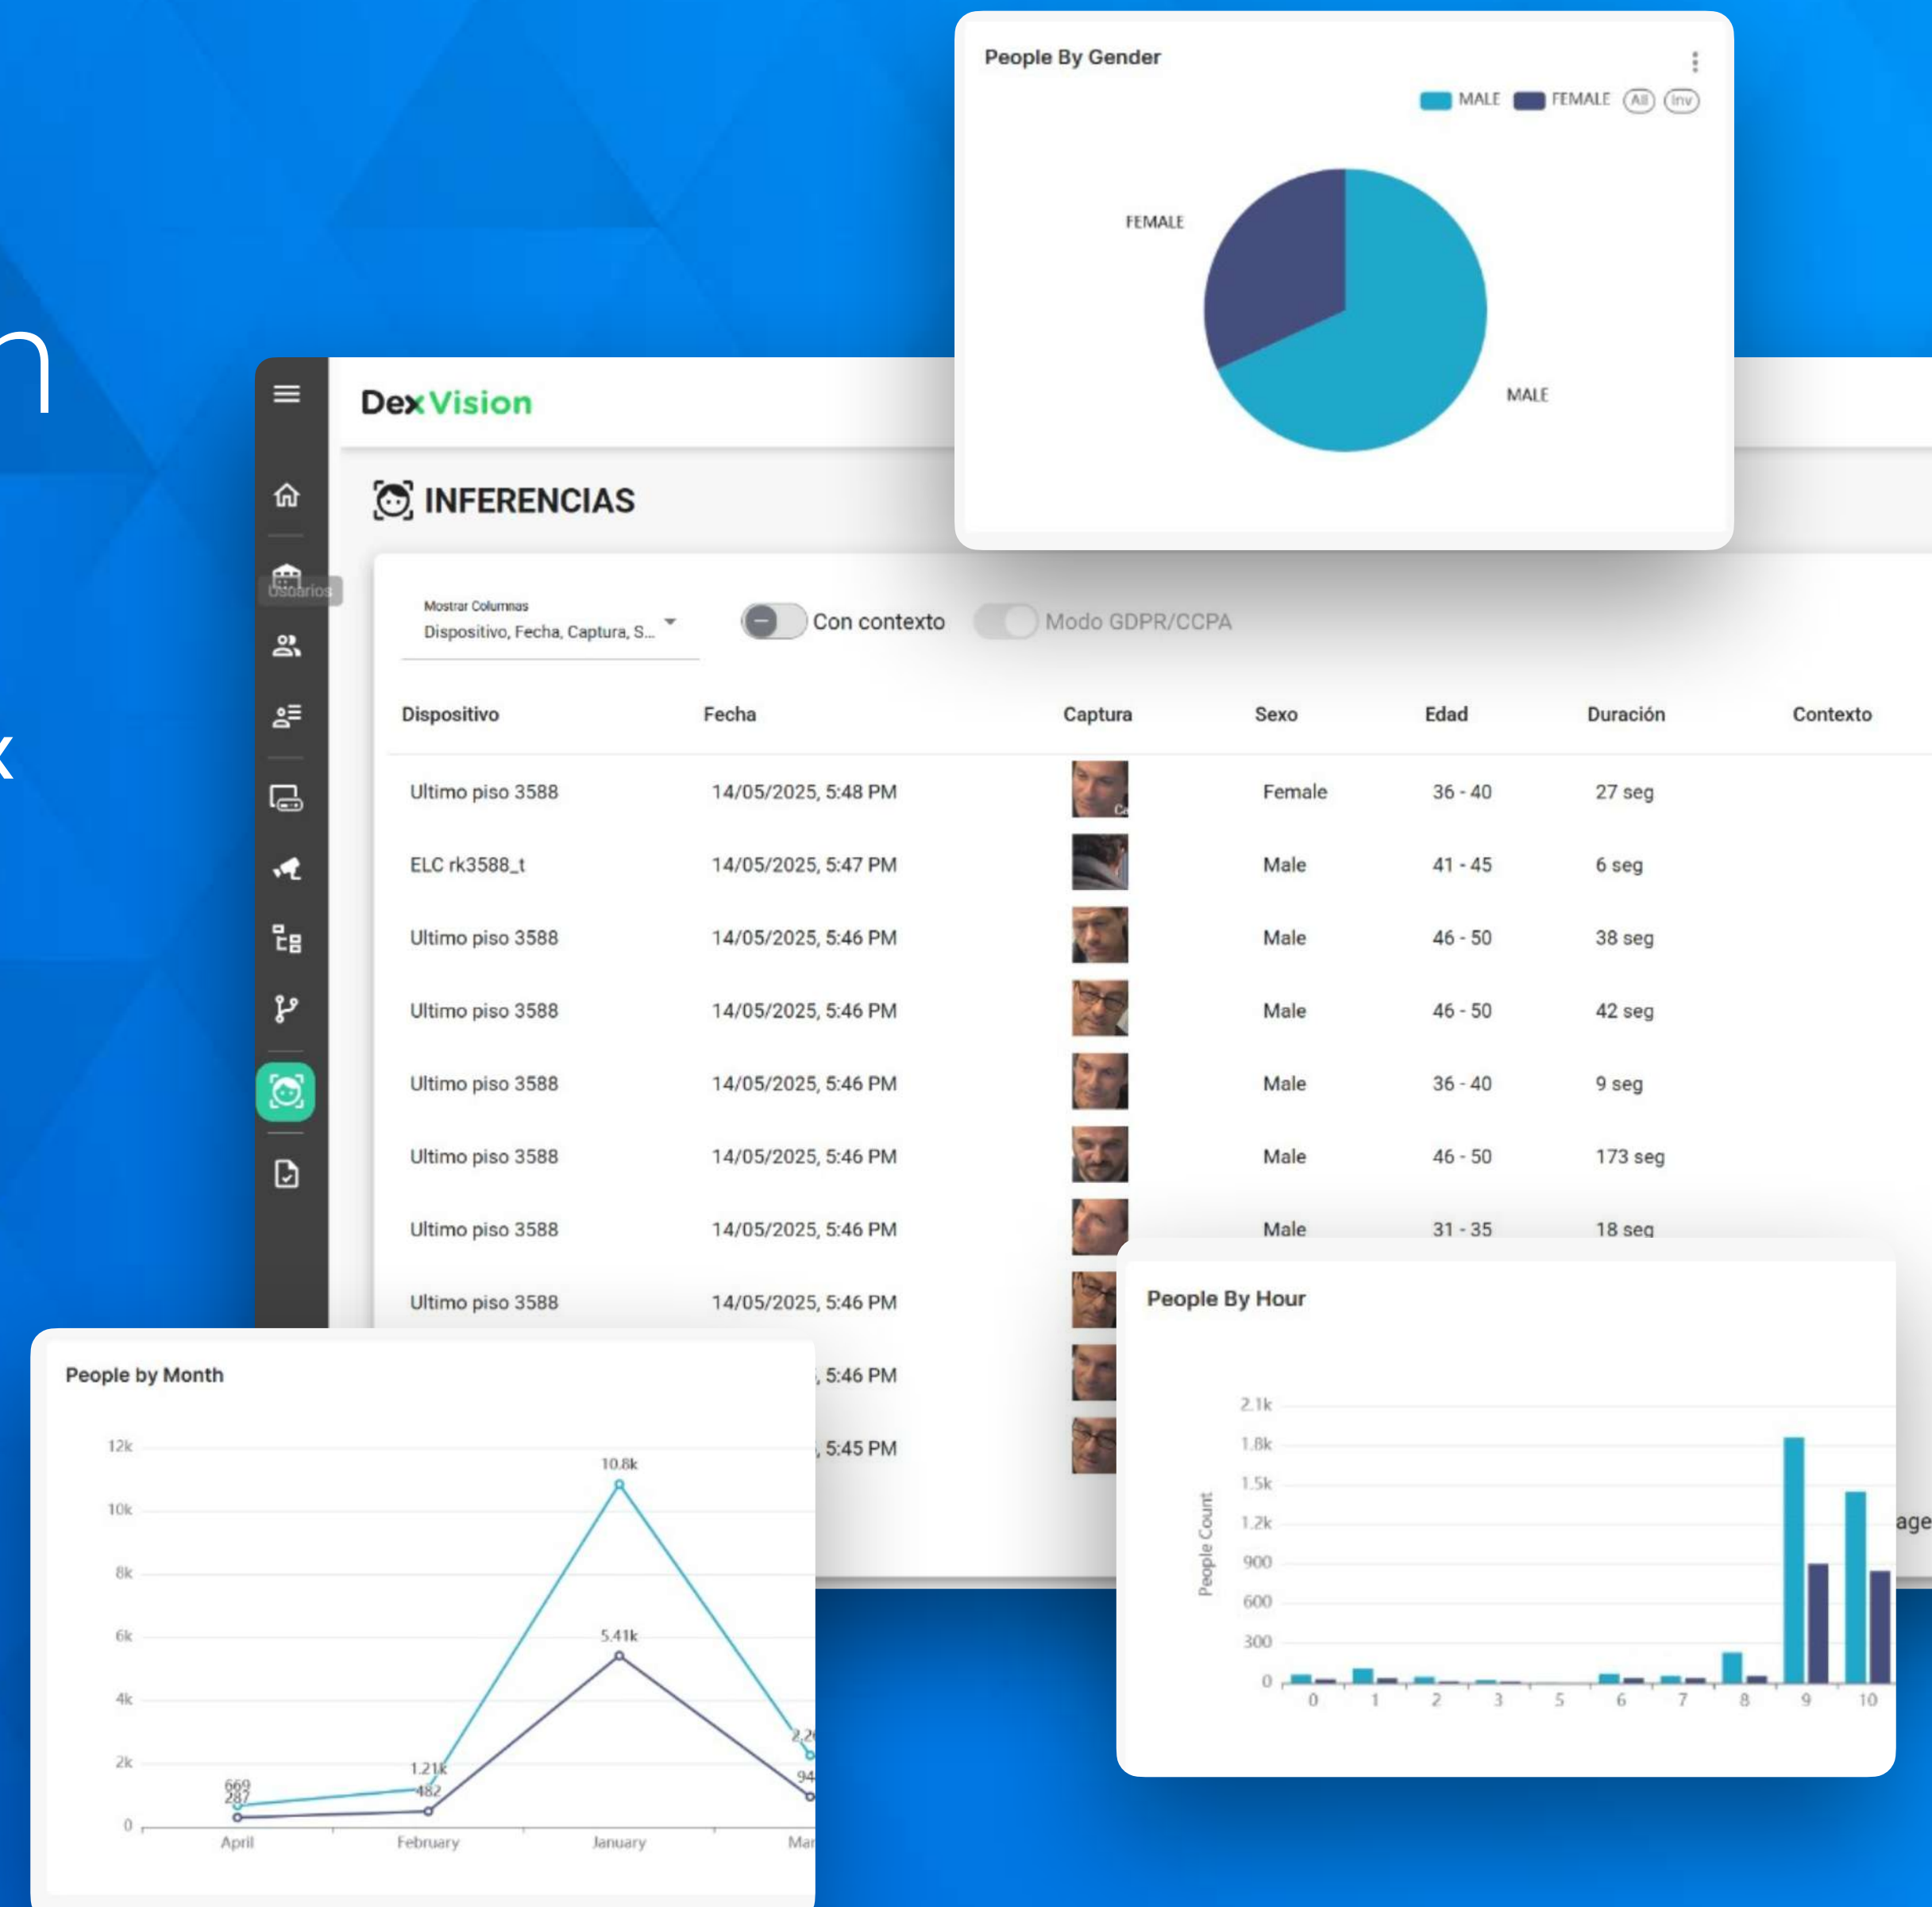 People By Gender
MALE FEMALE All Inv
FEMALE
MALE
n
x
DexVision
INFERENCIAS
Usuarios
Mostrar Columnas
Dispositivo, Fecha, Captura, S...
Con contexto
Modo GDPR/CCPA
Dispositivo Fecha Captura Sexo Edad Duración Contexto
Ultimo piso 3588 14/05/2025, 5:48 PM Female 36 - 40 27 seg
ELC rk3588_t 14/05/2025, 5:47 PM Male 41 - 45 6 seg
Ultimo piso 3588 14/05/2025, 5:46 PM Male 46 - 50 38 seg
Ultimo piso 3588 14/05/2025, 5:46 PM Male 46 - 50 42 seg
Ultimo piso 3588 14/05/2025, 5:46 PM Male 36 - 40 9 seg
Ultimo piso 3588 14/05/2025, 5:46 PM Male 46 - 50 173 seg
Ultimo piso 3588 14/05/2025, 5:46 PM Male 31 - 35 18 seg
Ultimo piso 3588 14/05/2025, 5:46 PM
, 5:46 PM
, 5:45 PM
age
People by Month
12k
10k
8k
6k
4k
2k
0
10.8k
5.41k
1.21k
482
669
287
2.2
94
April February January Mar
People By Hour
People Count
2.1k
1.8k
1.5k
1.2k
900
600
300
0
0 1 2 3 5 6 7 8 9 10